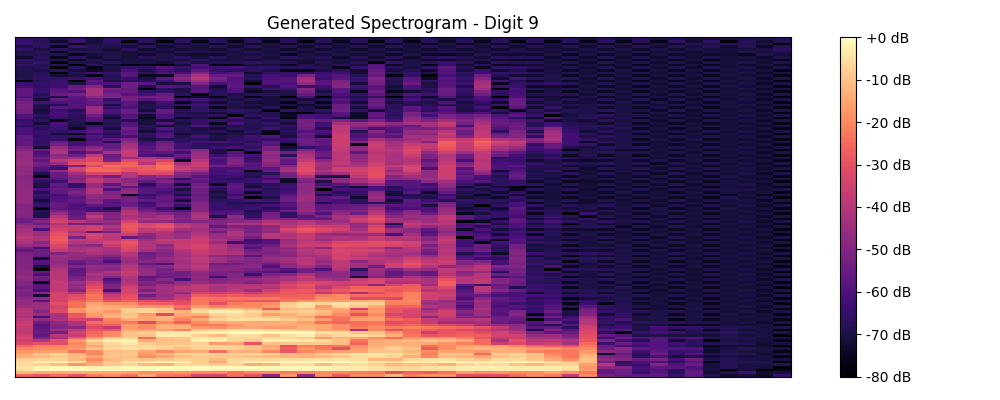 Generated Spectrogram - Digit 9
+0 dB
-10 dB
-20 dB
-30 dB
-40 dB
-50 dB
-60 dB
-70 dB
-80 dB